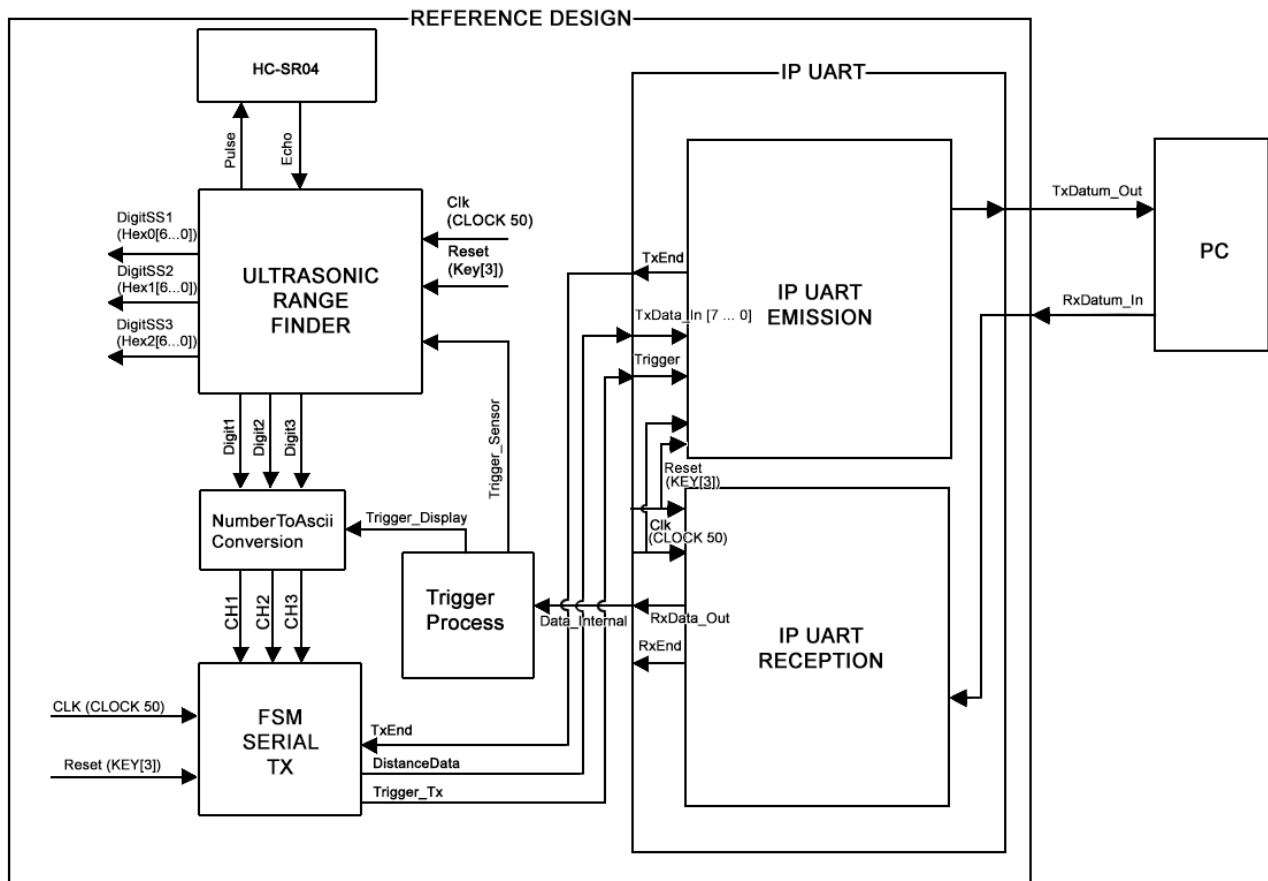 REFERENCE DESIGN
HC-SR04
IP UART
Pulse
Echo
IP UART
EMISSION
PC
TxDatum_Out
RxDatum_In
DigitSS1
(Hex0[6...0])
DigitSS2
(Hex1[6...0])
DigitSS3
(Hex2[6...0])
ULTRASONIC
RANGE
FINDER
Clk
(CLOCK 50)
Reset
(Key[3])
TxEnd
TxData_In [7 ... 0]
Trigger
Digit1
Digit2
Digit3
Trigger_Sensor
Reset
(KEY[3])
Clk
(CLOCK 50)
NumberToAscii
Conversion
Trigger_Display
Trigger
Process
Data_Internal
RxData_Out
RxEnd
IP UART
RECEPTION
CH1
CH2
CH3
CLK (CLOCK 50)
Reset (KEY[3])
FSM
SERIAL
TX
TxEnd
DistanceData
Trigger_Tx